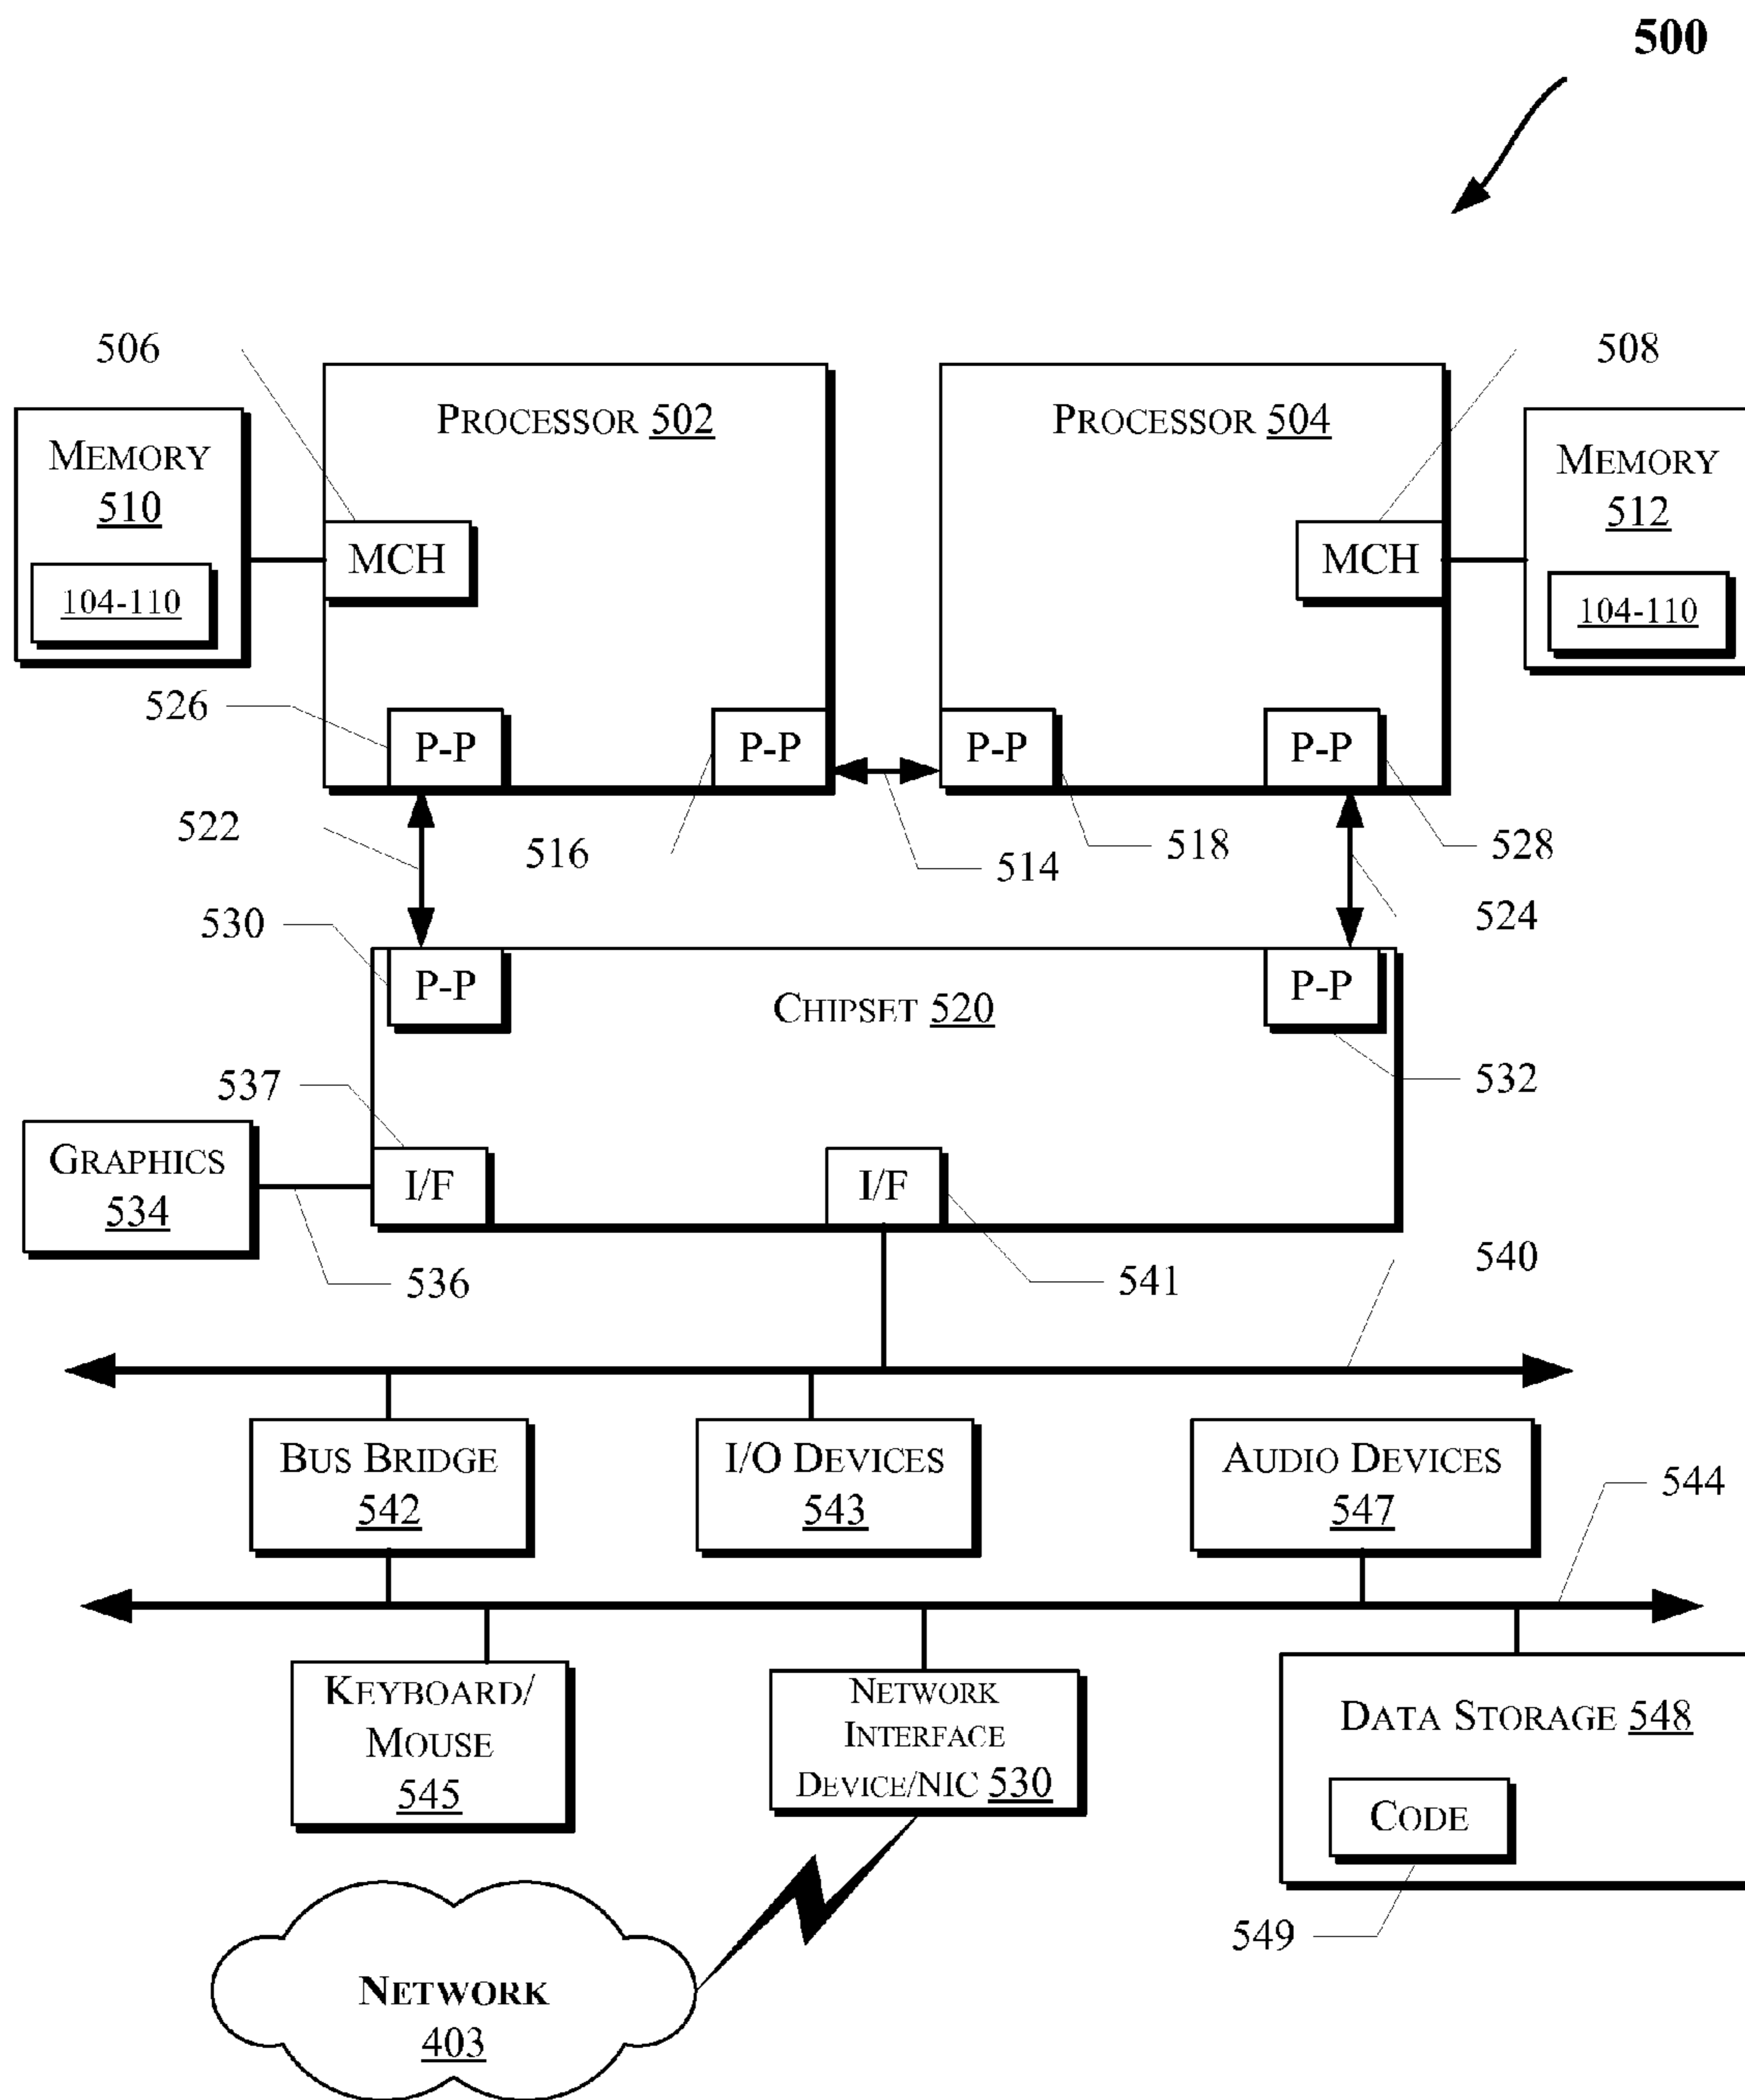 500
506
508
PROCESSOR 502
PROCESSOR 504
MEMORY
510
MEMORY
512
MCH
MCH
104-110
104-110
526
P-P
P-P
P-P
P-P
522
516
514
518
528
524
530
P-P
CHIPSET 520
P-P
537
532
GRAPHICS
534
I/F
I/F
536
541
540
BUS BRIDGE
542
I/O DEVICES
543
AUDIO DEVICES
547
544
KEYBOARD/
MOUSE
545
NETWORK
INTERFACE
DEVICE/NIC 530
DATA STORAGE 548
CODE
549
NETWORK
403